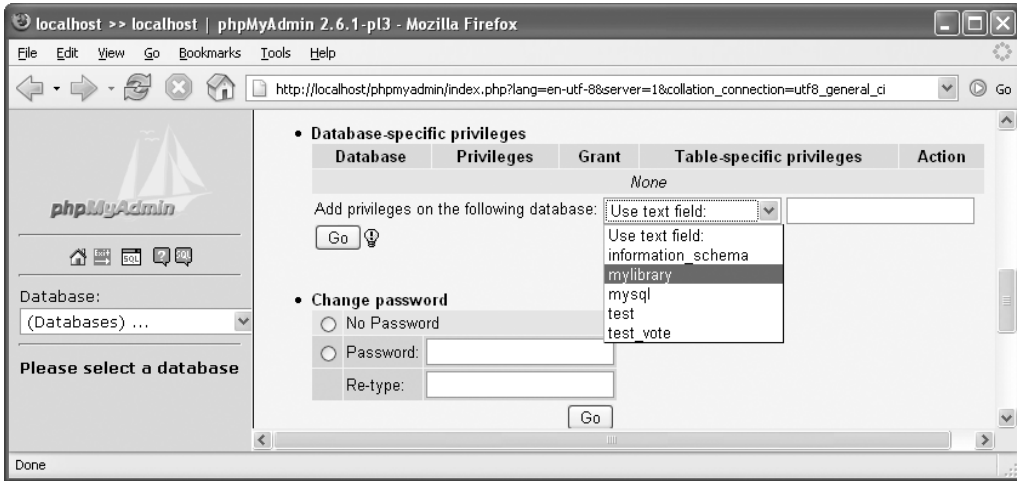 localhost >> localhost | phpMyAdmin 2.6.1-pl3 - Mozilla Firefox
File Edit View Go Bookmarks Tools Help
http://localhost/phpmyadmin/index.php?lang=en-utf-8&server=1&collation_connection=utf8_general_ci Go
phpMyAdmin
Exit SQL ? SQL
Database:
(Databases) ...
Please select a database
• Database-specific privileges
Database Privileges Grant Table-specific privileges Action
None
Add privileges on the following database: Use text field:
Go
Use text field:
information_schema
mylibrary
mysql
test
test_vote
• Change password
No Password
Password:
Re-type:
Go
Done